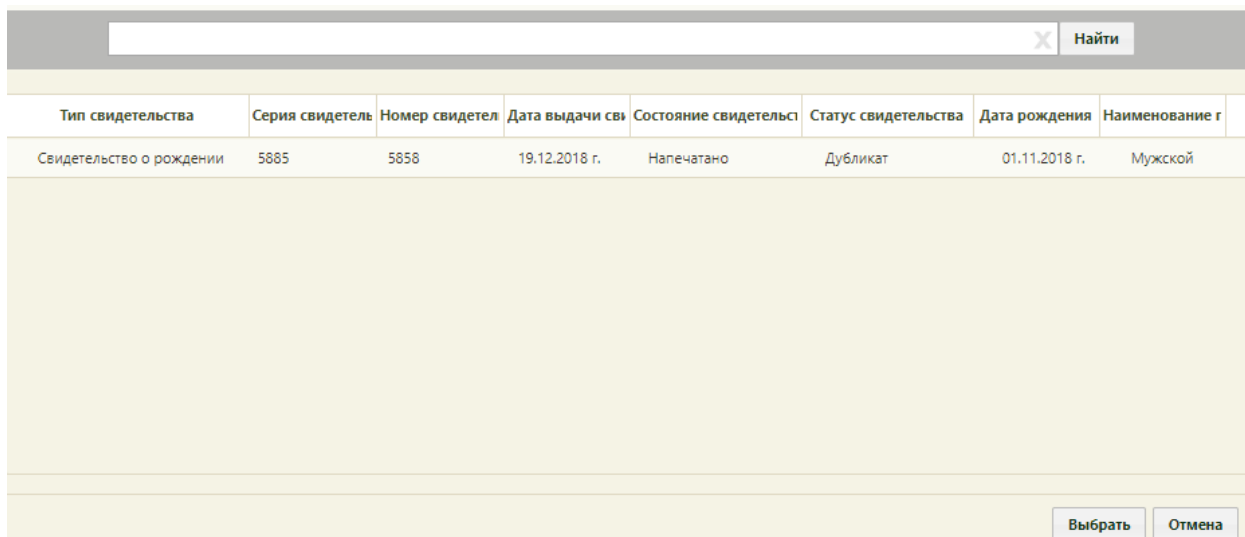 X Найти
Тип свидетельства Серия свидетель Номер свидетел Дата выдачи сви Состояние свидетельст Статус свидетельства Дата рождения Наименование г
Свидетельство о рождении 5885 5858 19.12.2018 г. Напечатано Дубликат 01.11.2018 г. Мужской
Выбрать Отмена